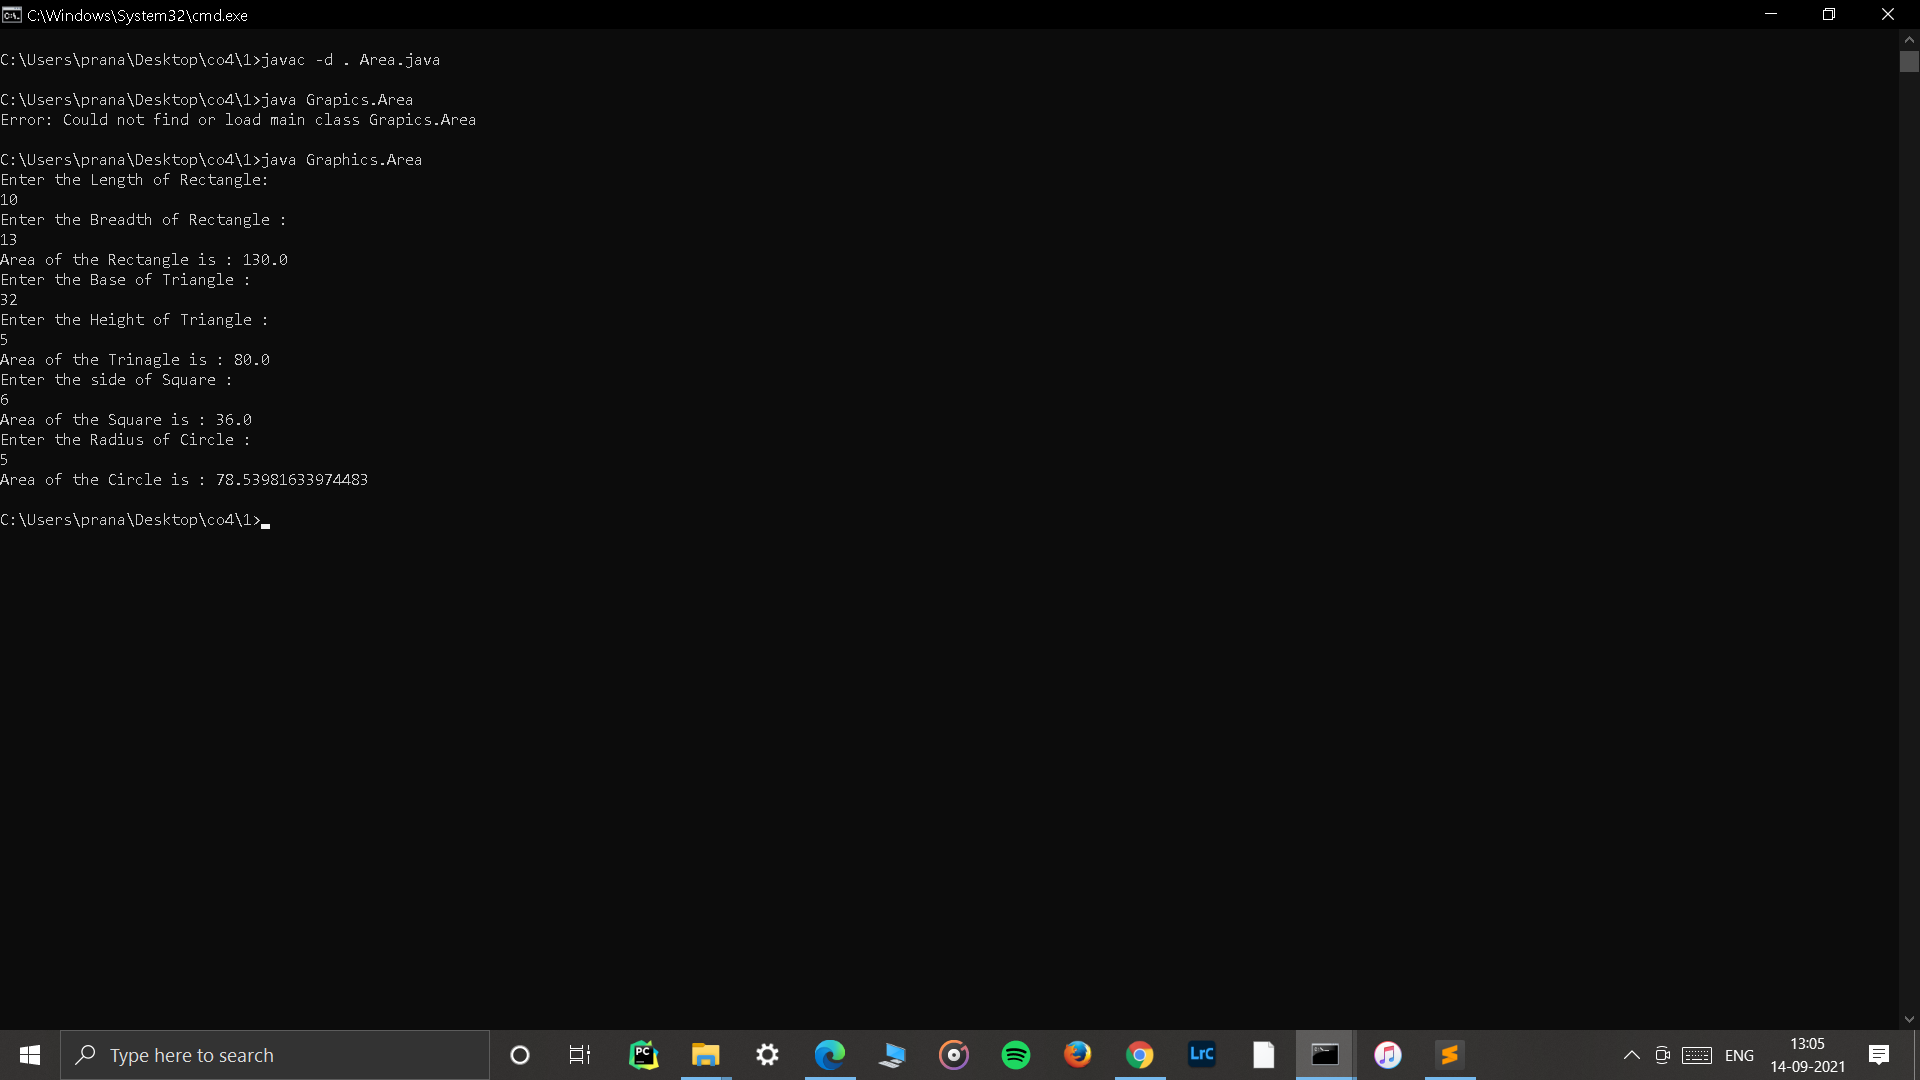 C:\Windows\System32\cmd.exe
C:\Users\prana\Desktop\co4\1>javac -d . Area.java
C:\Users\prana\Desktop\co4\1>java Grapics.Area
Error: Could not find or load main class Grapics.Area
C:\Users\prana\Desktop\co4\1>java Graphics.Area
Enter the Length of Rectangle:
10
Enter the Breadth of Rectangle :
13
Area of the Rectangle is : 130.0
Enter the Base of Triangle :
32
Enter the Height of Triangle :
5
Area of the Trinagle is : 80.0
Enter the side of Square :
6
Area of the Square is : 36.0
Enter the Radius of Circle :
5
Area of the Circle is : 78.53981633974483
C:\Users\prana\Desktop\co4\1>
Type here to search
PC
LrC
ENG
13:05
14-09-2021